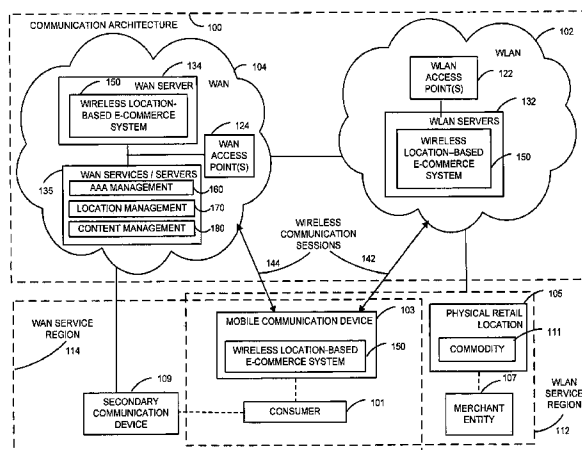 COMMUNICATION ARCHITECTURE
100
102
134
104
150
WAN SERVER
WAN
WIRELESS LOCATION-
BASED E-COMMERCE
SYSTEM
124
WAN
ACCESS
POINT(S)
135
WAN SERVICES / SERVERS
AAA MANAGEMENT
160
LOCATION MANAGEMENT
170
CONTENT MANAGEMENT
180
WLAN
WLAN
ACCESS
POINT(S)
122
132
WLAN SERVERS
WIRELESS
LOCATION-BASED
E-COMMERCE
SYSTEM
150
WIRELESS
COMMUNICATION
SESSIONS
144
142
WAN SERVICE
REGION
114
MOBILE COMMUNICATION DEVICE
103
WIRELESS LOCATION-BASED
E-COMMERCE SYSTEM
150
105
PHYSICAL RETAIL
LOCATION
111
COMMODITY
109
SECONDARY
COMMUNICATION
DEVICE
CONSUMER
101
107
MERCHANT
ENTITY
WLAN
SERVICE
REGION
112